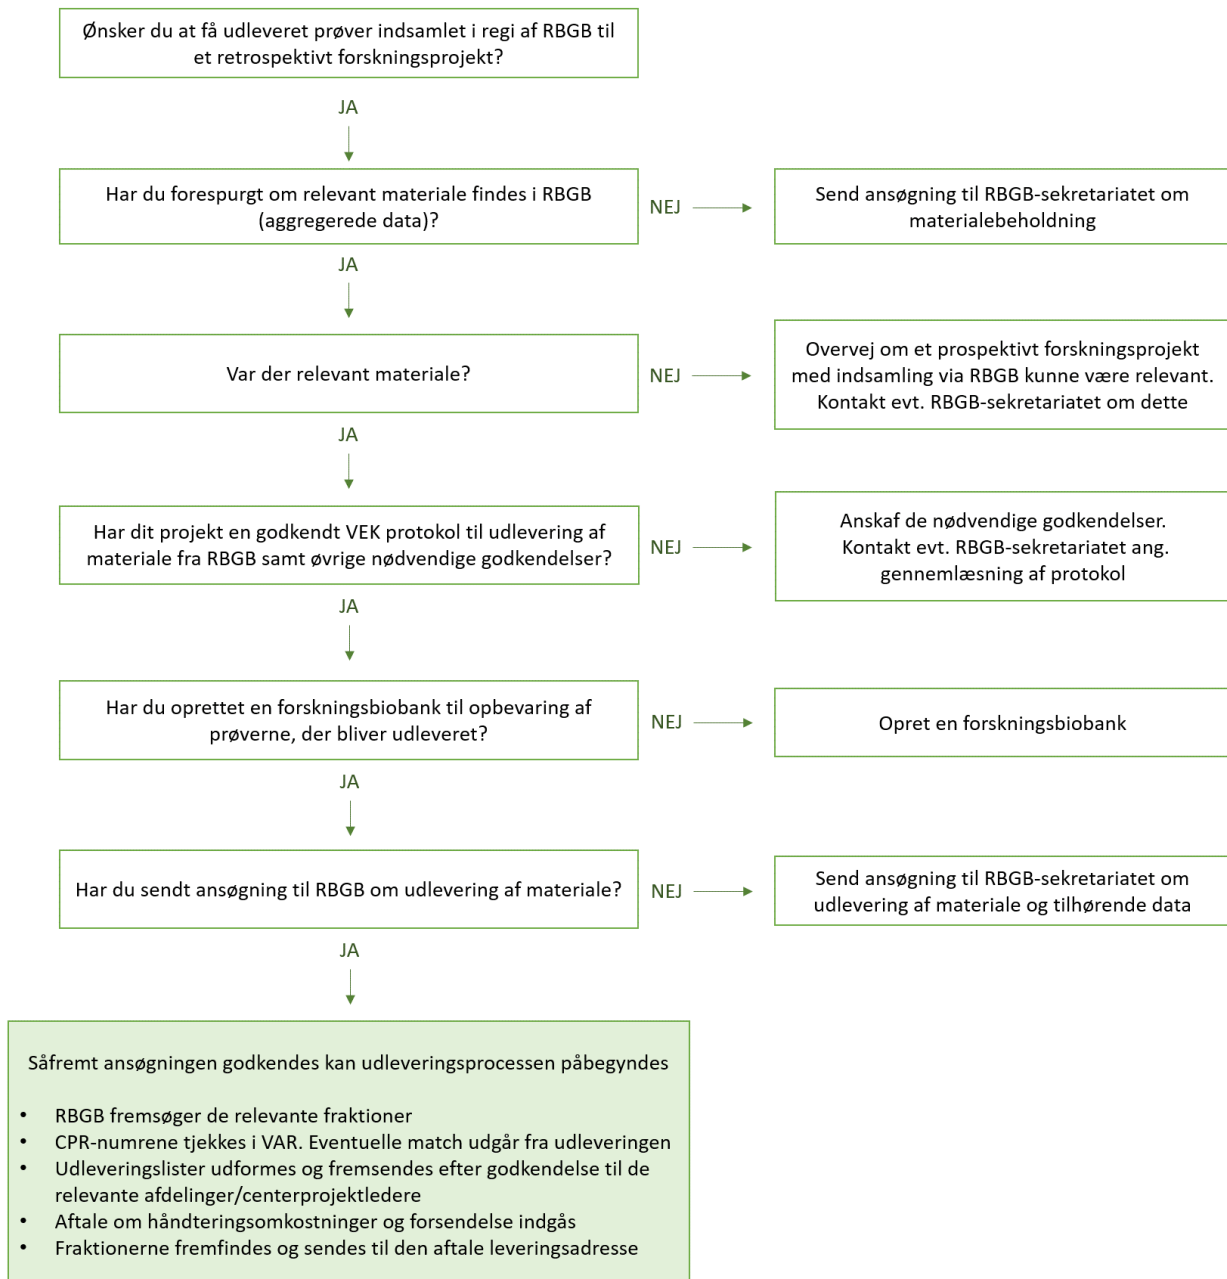 Ønsker du at få udleveret prøver indsamlet i regi af RBGB til
et retrospektivt forskningsprojekt?
JA
Har du forespurgt om relevant materiale findes i RBGB
(aggregerede data)?
NEJ
Send ansøgning til RBGB-sekretariatet om
materialebeholdning
JA
Var der relevant materiale?
NEJ
Overvej om et prospektivt forskningsprojekt
med indsamling via RBGB kunne være relevant.
Kontakt evt. RBGB-sekretariatet om dette
JA
Har dit projekt en godkendt VEK protokol til udlevering af
materiale fra RBGB samt øvrige nødvendige godkendelser?
NEJ
Anskaf de nødvendige godkendelser.
Kontakt evt. RBGB-sekretariatet ang.
gennemlæsning af protokol
JA
Har du oprettet en forskningsbiobank til opbevaring af
prøverne, der bliver udleveret?
NEJ
Opret en forskningsbiobank
JA
Har du sendt ansøgning til RBGB om udlevering af materiale?
NEJ
Send ansøgning til RBGB-sekretariatet om
udlevering af materiale og tilhørende data
JA
Såfremt ansøgningen godkendes kan udleveringsprocessen påbegyndes
• RBGB fremsøger de relevante fraktioner
• CPR-numrene tjekkes i VAR. Eventuelle match udgår fra udleveringen
• Udleveringslister udformes og fremsendes efter godkendelse til de
relevante afdelinger/centerprojektledere
• Aftale om håndteringsomkostninger og forsendelse indgås
• Fraktionerne fremfindes og sendes til den aftale leveringsadresse